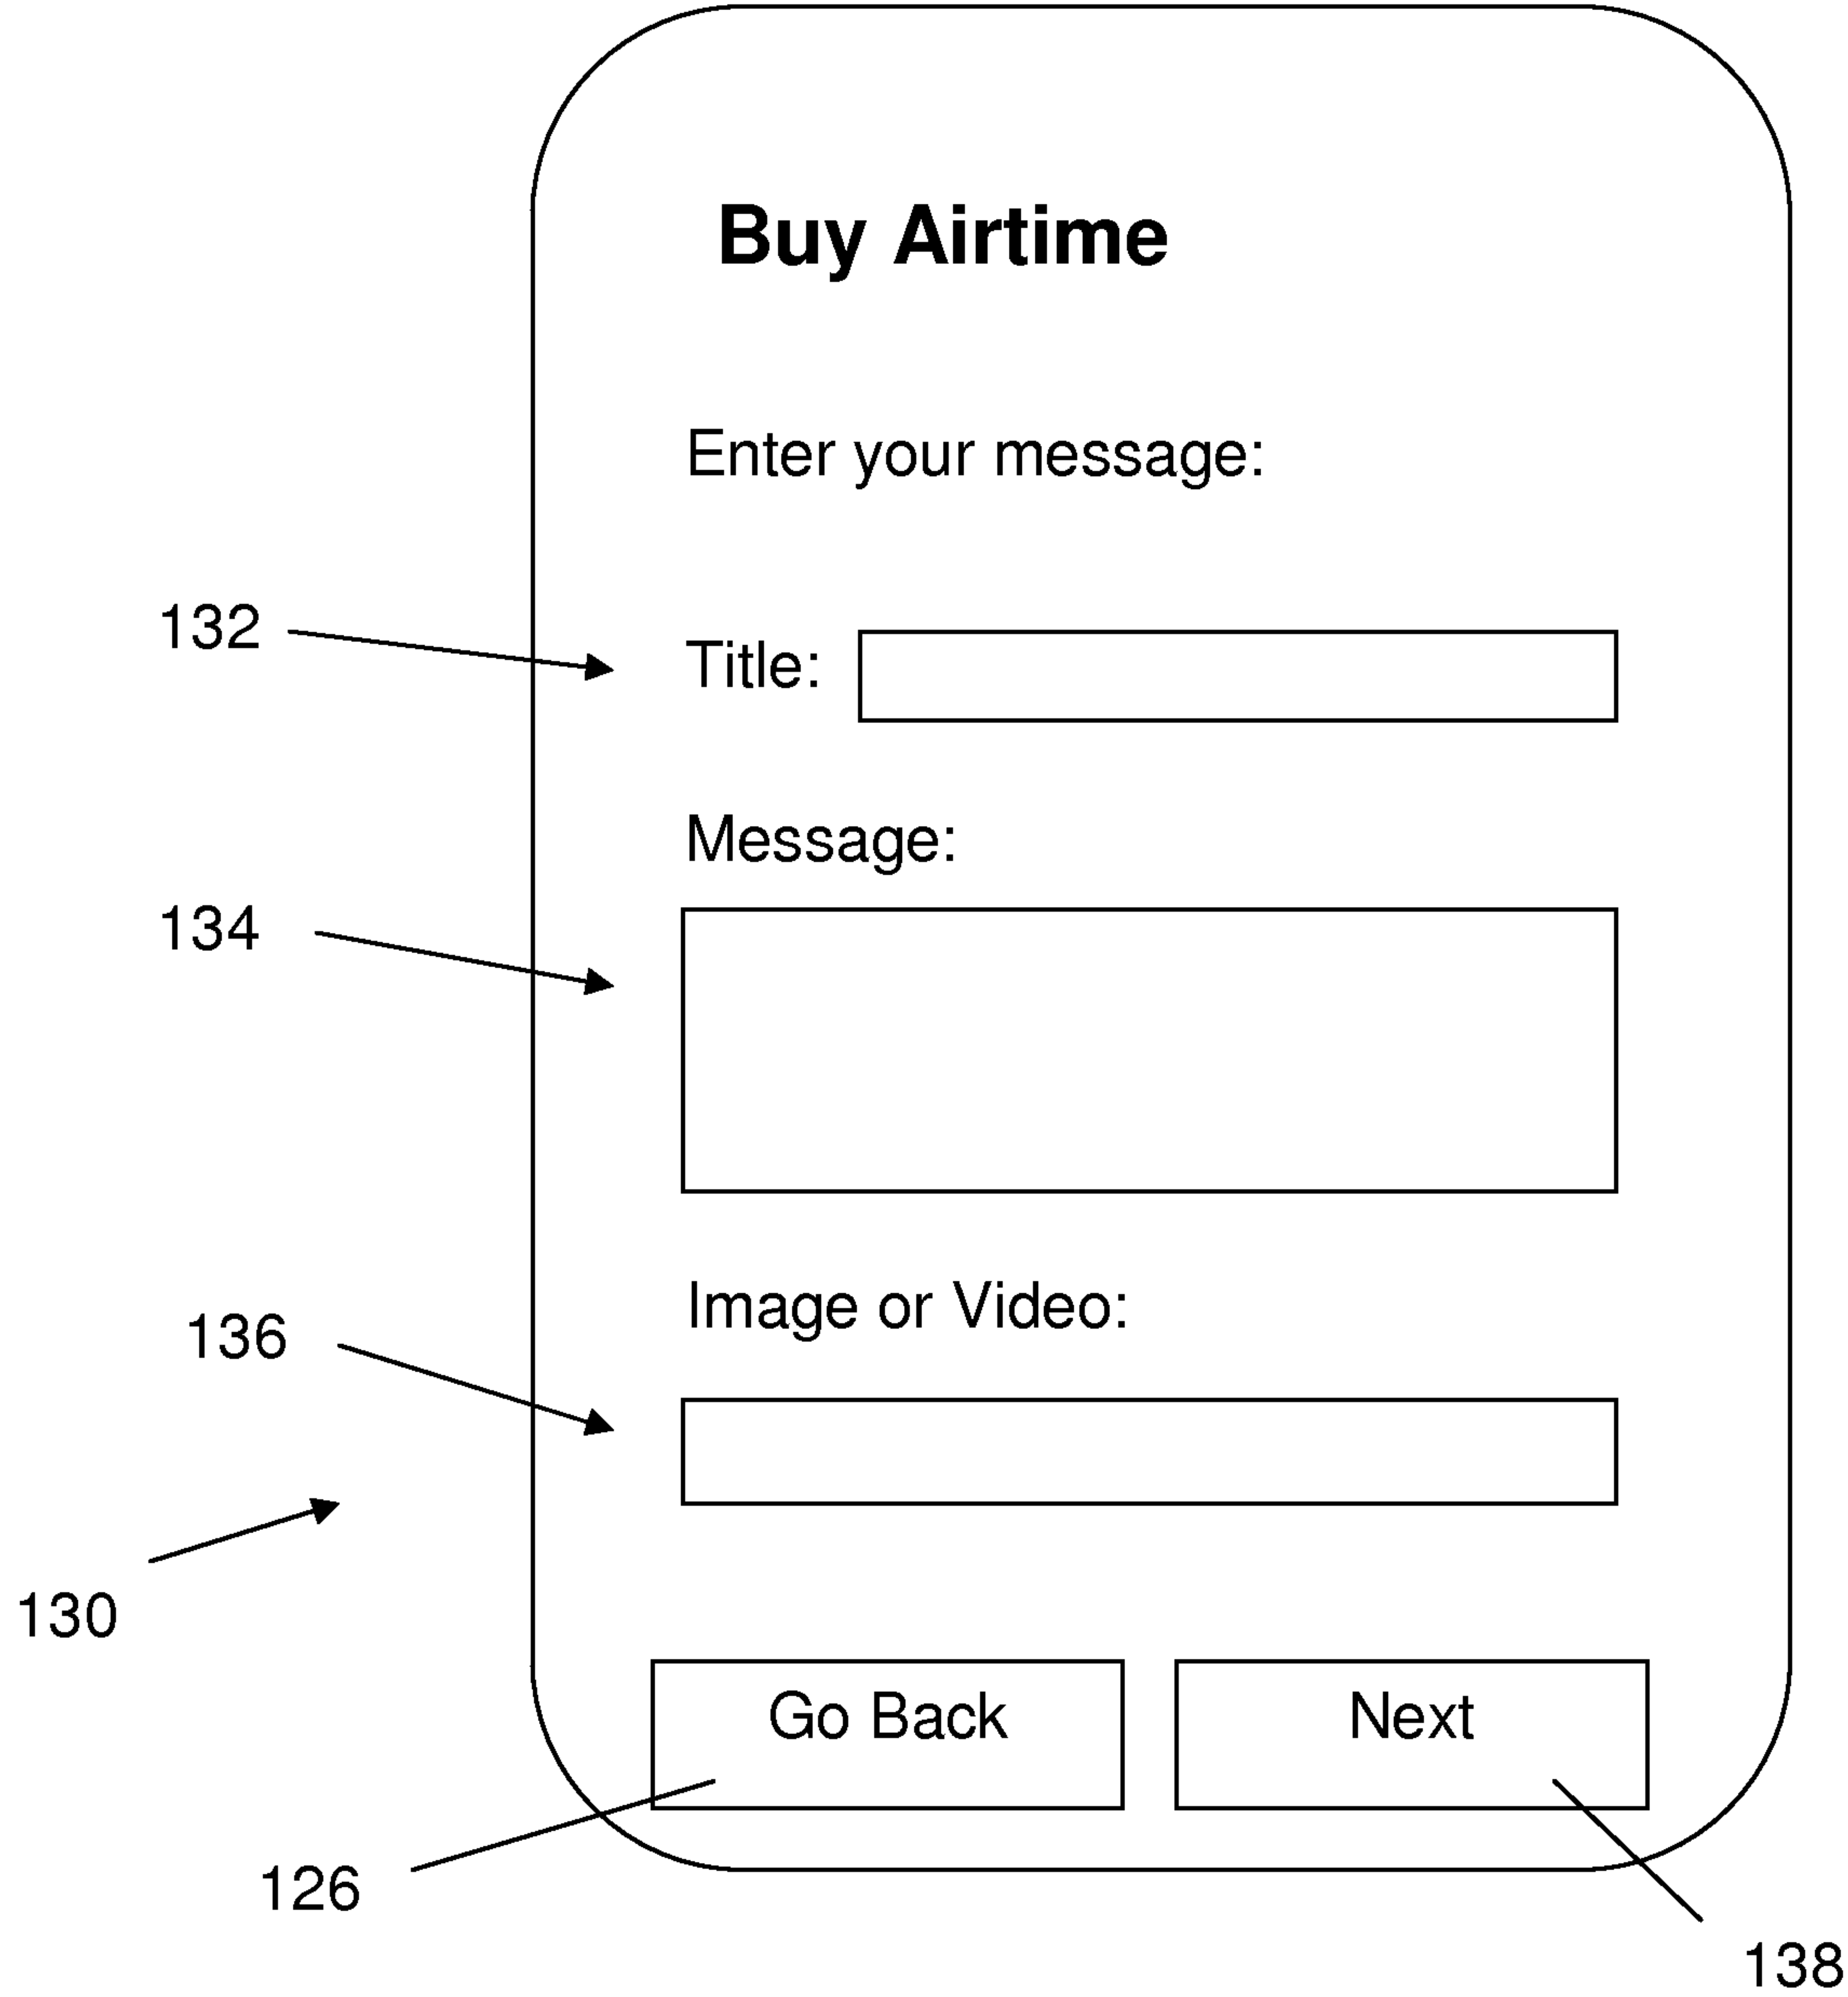 Buy Airtime
Enter your message:
132
Title:
Message:
134
Image or Video:
136
130
Go Back
Next
126
138